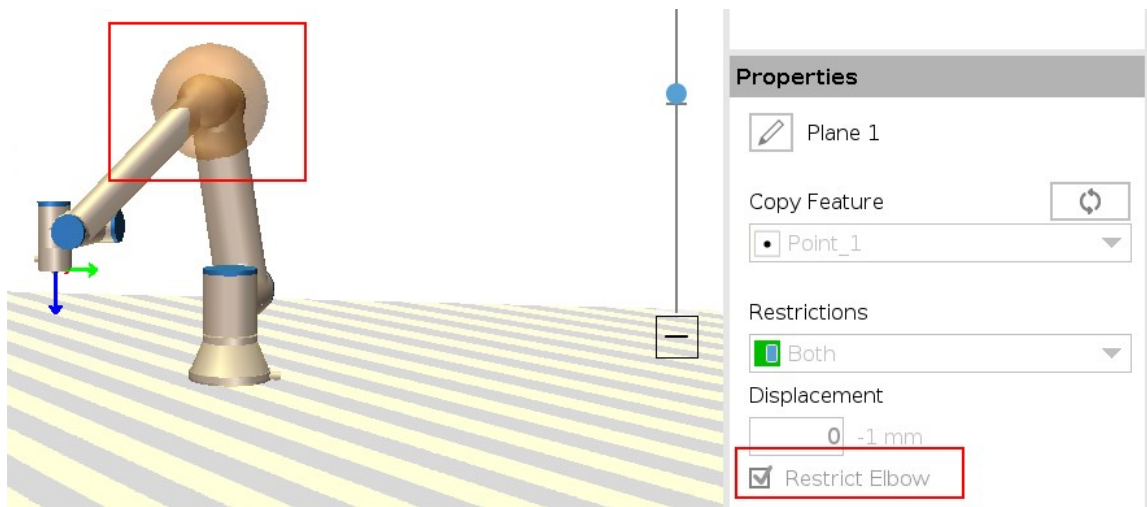 Properties
Plane 1
Copy Feature
Point_1
Restrictions
Both
Displacement
0 -1 mm
Restrict Elbow